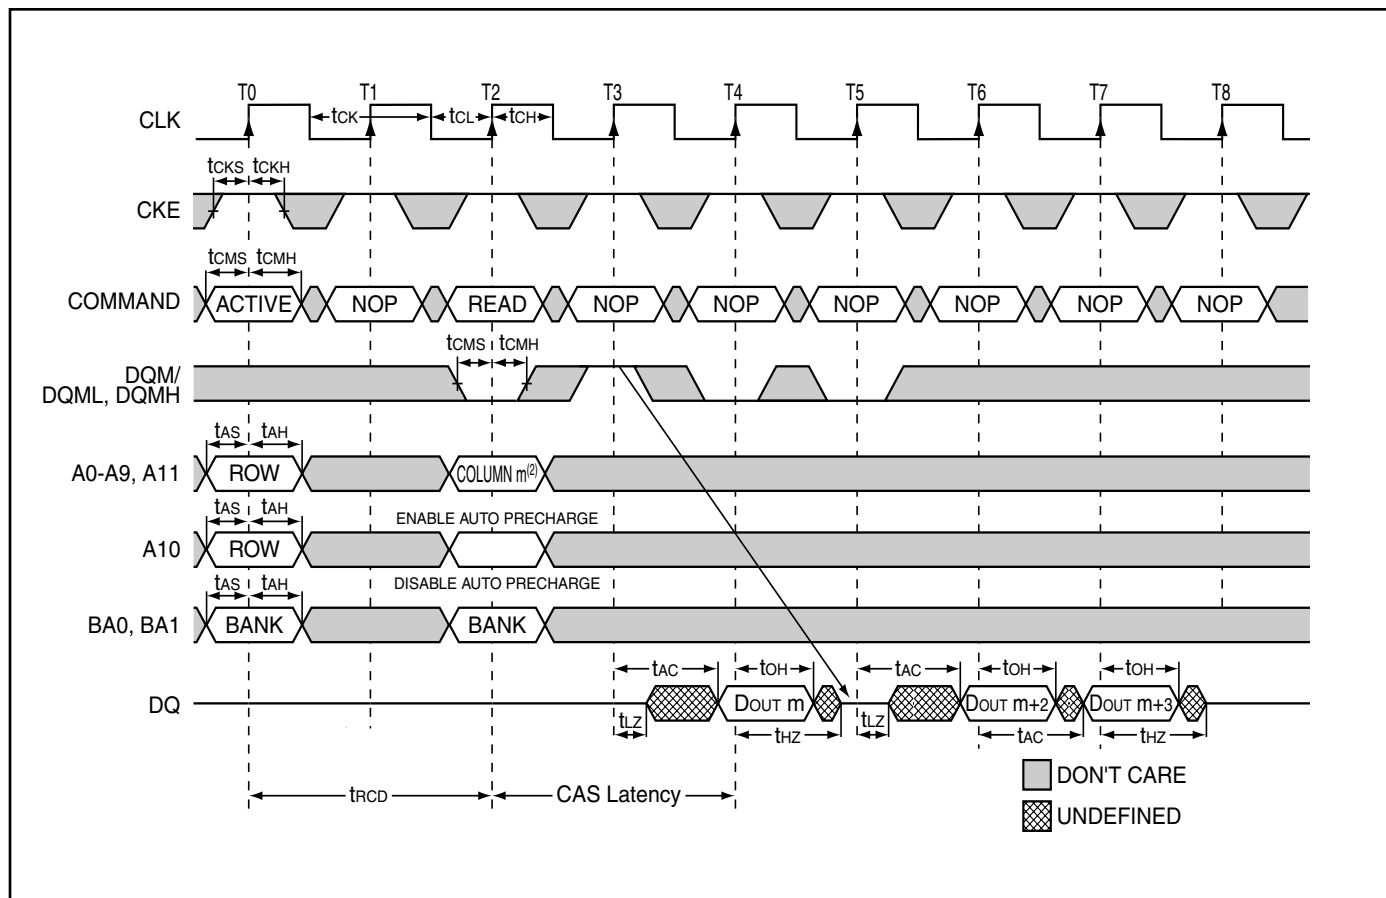 T0 T1 T2 T3 T4 T5 T6 T7 T8
CLK tCK tCL tCH
tCKS tCKH
CKE
tCMS tCMH
COMMAND ACTIVE NOP READ NOP NOP NOP NOP NOP NOP
tCMS tCMH
DQM/
DQML, DQMH
tAS tAH
A0-A9, A11 ROW COLUMN m(2)
tAS tAH ENABLE AUTO PRECHARGE
A10 ROW
tAS tAH DISABLE AUTO PRECHARGE
BA0, BA1 BANK BANK
tAC tOH tAC tOH tOH
DQ DOUT m DOUT m+2 DOUT m+3
tLZ tHZ tLZ tAC tHZ
DON'T CARE
tRCD CAS Latency
UNDEFINED